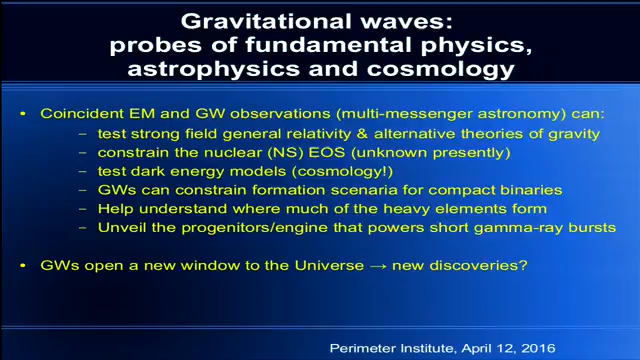 Gravitational waves:
probes of fundamental physics,
astrophysics and cosmology
• Coincident EM and GW observations (multi-messenger astronomy) can:
– test strong field general relativity & alternative theories of gravity
– constrain the nuclear (NS) EOS (unknown presently)
– test dark energy models (cosmology!)
– GWs can constrain formation scenaria for compact binaries
– Help understand where much of the heavy elements form
– Unveil the progenitors/engine that powers short gamma-ray bursts
• GWs open a new window to the Universe → new discoveries?
Perimeter Institute, April 12, 2016